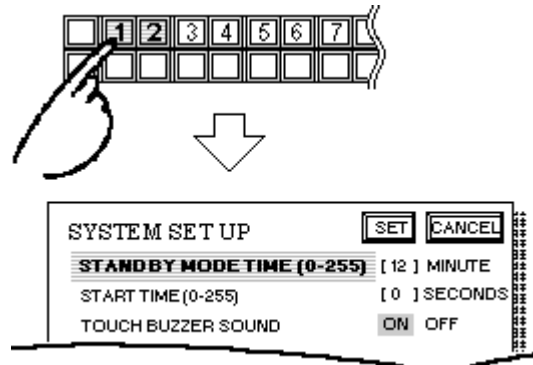 1 2 3 4 5 6 7
SYSTEM SET UP SET CANCEL
STANDBY MODE TIME (0-255) [ 12 ] MINUTE
START TIME (0-255) [ 0 ] SECONDS
TOUCH BUZZER SOUND ON OFF